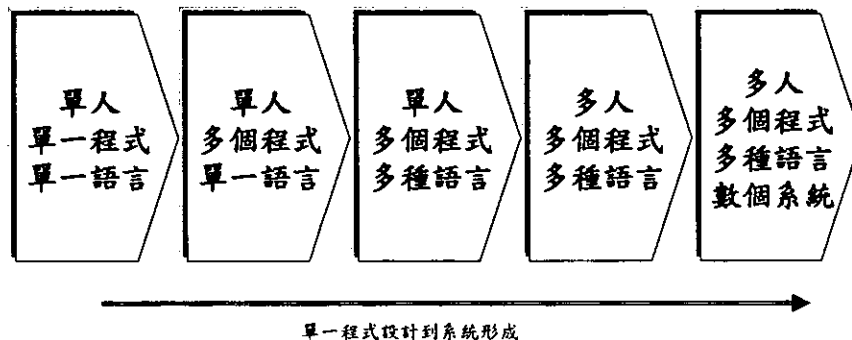 單人
單一程式
單一語言
單人
多個程式
單一語言
單人
多個程式
多種語言
多人
多個程式
多種語言
多人
多個程式
多種語言
數個系統
單一程式設計到系統形成